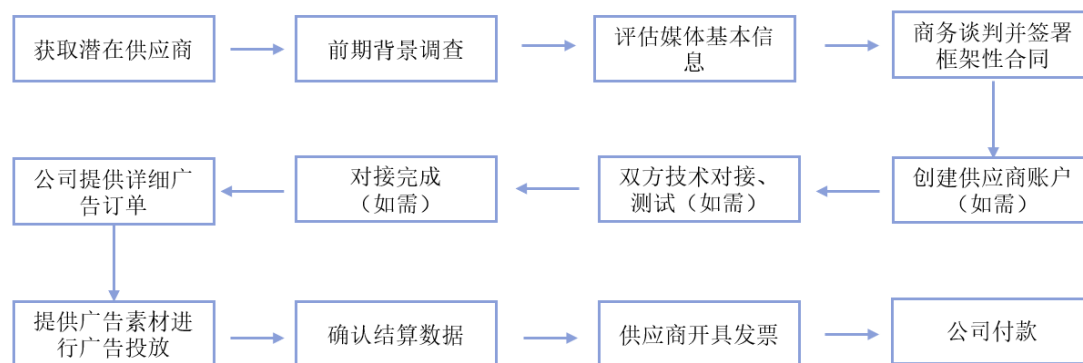 获取潜在供应商
前期背景调查
评估媒体基本信
息
商务谈判并签署
框架性合同
公司提供详细广
告订单
对接完成
（如需）
双方技术对接、
测试（如需）
创建供应商账户
（如需）
提供广告素材进
行广告投放
确认结算数据
供应商开具发票
公司付款